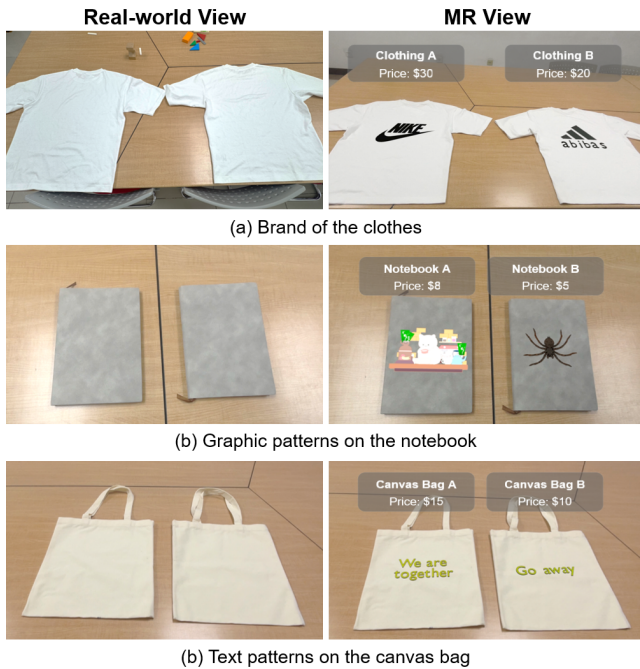 Real-world View
MR View
Clothing A
Price: $30
Clothing B
Price: $20
NIKE
abibas
(a) Brand of the clothes
Notebook A
Price: $8
Notebook B
Price: $5
(b) Graphic patterns on the notebook
Canvas Bag A
Price: $15
Canvas Bag B
Price: $10
We are
together
Go away
(b) Text patterns on the canvas bag